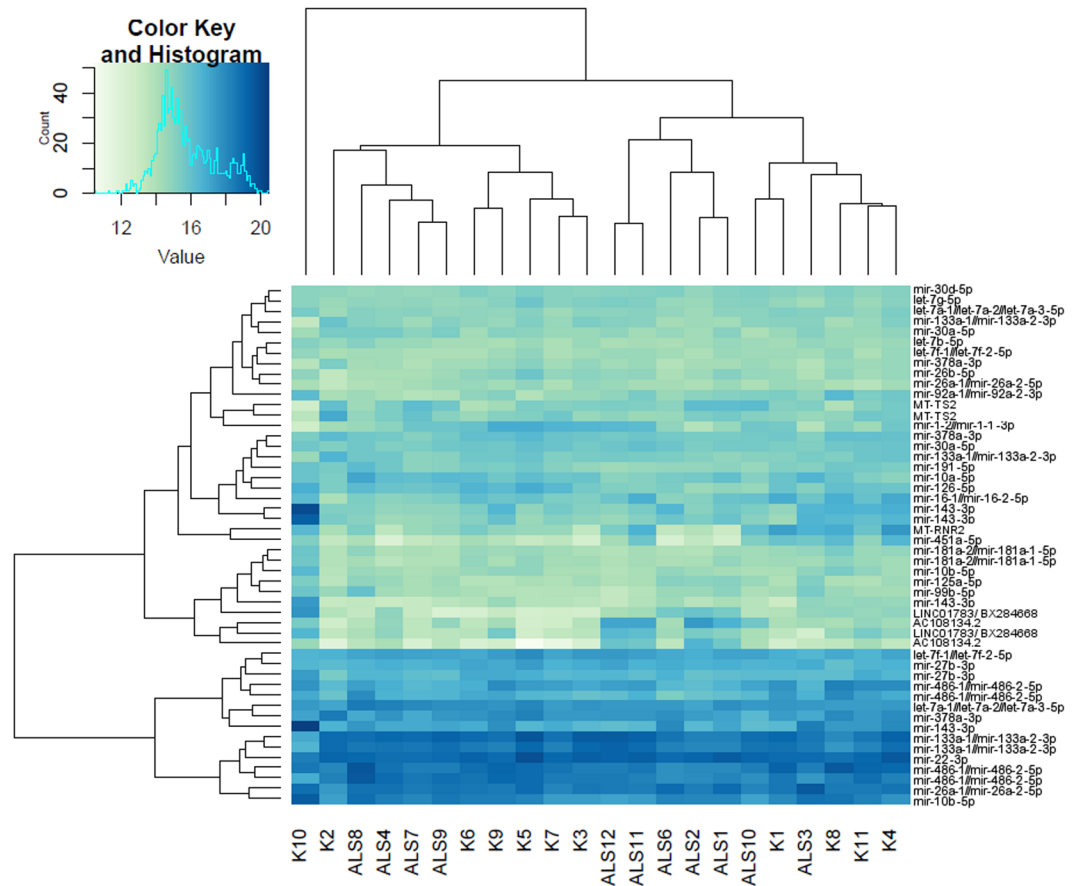 Color Key
and Histogram
Count
0 20 40
12 16 20
Value
mir-30d-5p
let-7g-5p
let-7a-1//let-7a-2//let-7a-3-5p
mir-133a-1//mir-133a-2-3p
mir-30a-5p
let-7b-5p
let-7f-1//let-7f-2-5p
mir-378a-3p
mir-26b-5p
mir-26a-1//mir-26a-2-5p
mir-92a-1//mir-92a-2-3p
MT-TS2
MT-TS2
mir-1-2//mir-1-1-3p
mir-378a-3p
mir-30a-5p
mir-133a-1//mir-133a-2-3p
mir-191-5p
mir-10a-5p
mir-126-5p
mir-16-1//mir-16-2-5p
mir-143-3p
mir-143-3p
MT-RNR2
mir-451a-5p
mir-181a-2//mir-181a-1-5p
mir-181a-2//mir-181a-1-5p
mir-10b-5p
mir-125a-5p
mir-99b-5p
mir-143-3p
LINC01783/ BX284668
AC108134.2
LINC01783/ BX284668
AC108134.2
let-7f-1//let-7f-2-5p
mir-27b-3p
mir-27b-3p
mir-486-1//mir-486-2-5p
mir-486-1//mir-486-2-5p
let-7a-1//let-7a-2//let-7a-3-5p
mir-378a-3p
mir-143-3p
mir-133a-1//mir-133a-2-3p
mir-133a-1//mir-133a-2-3p
mir-22-3p
mir-486-1//mir-486-2-5p
mir-486-1//mir-486-2-5p
mir-26a-1//mir-26a-2-5p
mir-10b-5p
K10 K2 ALS8 ALS4 ALS7 ALS9 K6 K9 K5 K7 K3 ALS12 ALS11 ALS6 ALS2 ALS1 ALS10 K1 ALS3 K8 K11 K4